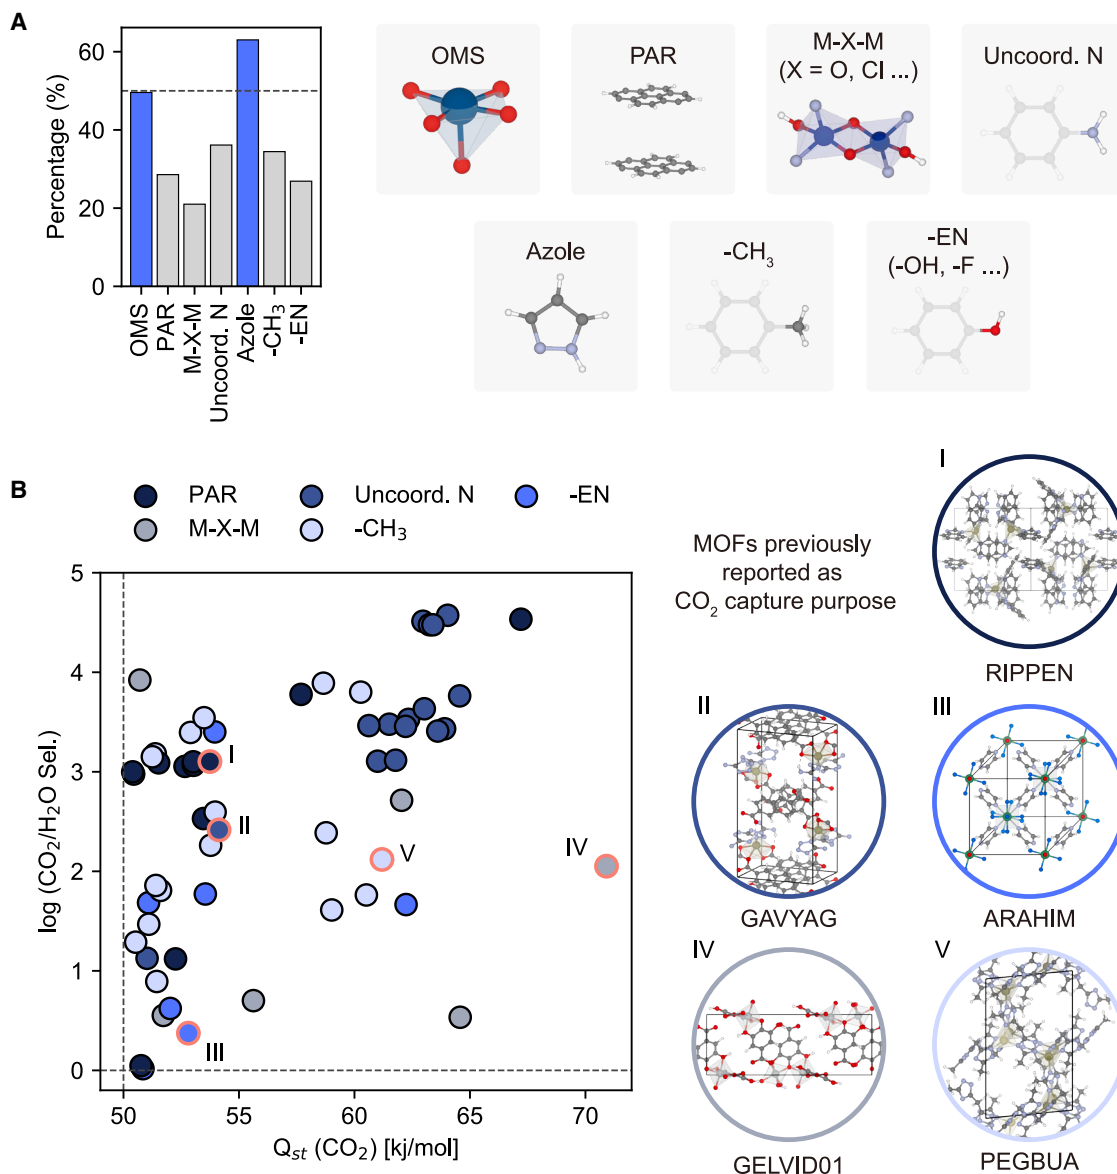 A
Percentage (%)
60
40
20
0
OMS
PAR
M-X-M
Uncoord. N
Azole
-CH₃
-EN
OMS
PAR
M-X-M
(X = O, Cl ...)
Uncoord. N
Azole
-CH₃
-EN
(-OH, -F ...)
B
PAR
Uncoord. N
-EN
M-X-M
-CH₃
log (CO₂/H₂O Sel.)
5
4
3
2
1
0
50
55
60
65
70
Qst (CO₂) [kj/mol]
I
II
III
IV
V
MOFs previously
reported as
CO₂ capture purpose
I
RIPPEN
II
GAVYAG
III
ARAHIM
IV
GELVID01
V
PEGBUA